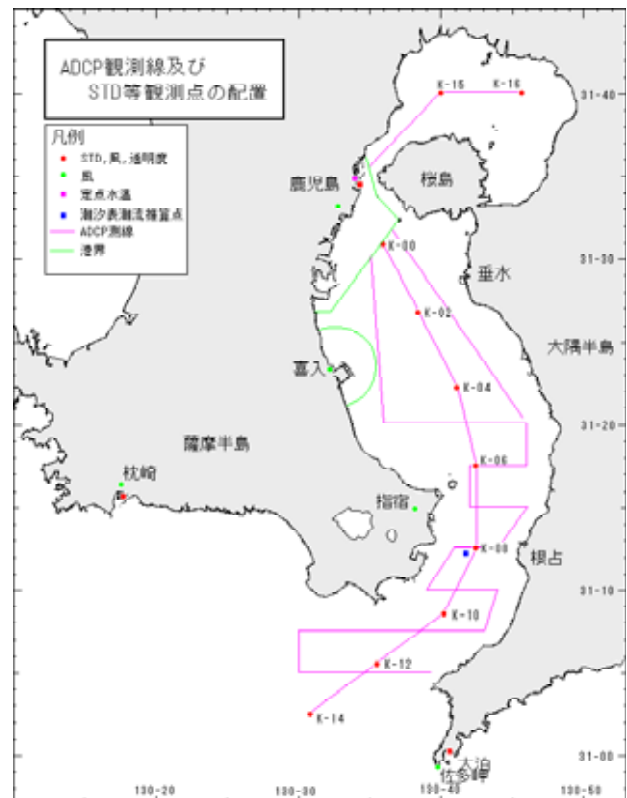 ADCP観測線及び
STD等観測点の配置
凡例
STD,風,透明度
風
定点水温
潮汐表潮流推算点
ADCP測線
港界
K-15
K-16
31-40
鹿児島
桜島
K-00
31-30
垂水
K-02
大隅半島
喜入
K-04
31-20
薩摩半島
K-06
枕崎
指宿
K-08
根占
31-10
K-10
K-12
K-14
31-00
大泊
佐多岬
130-20
130-30
130-40
130-50